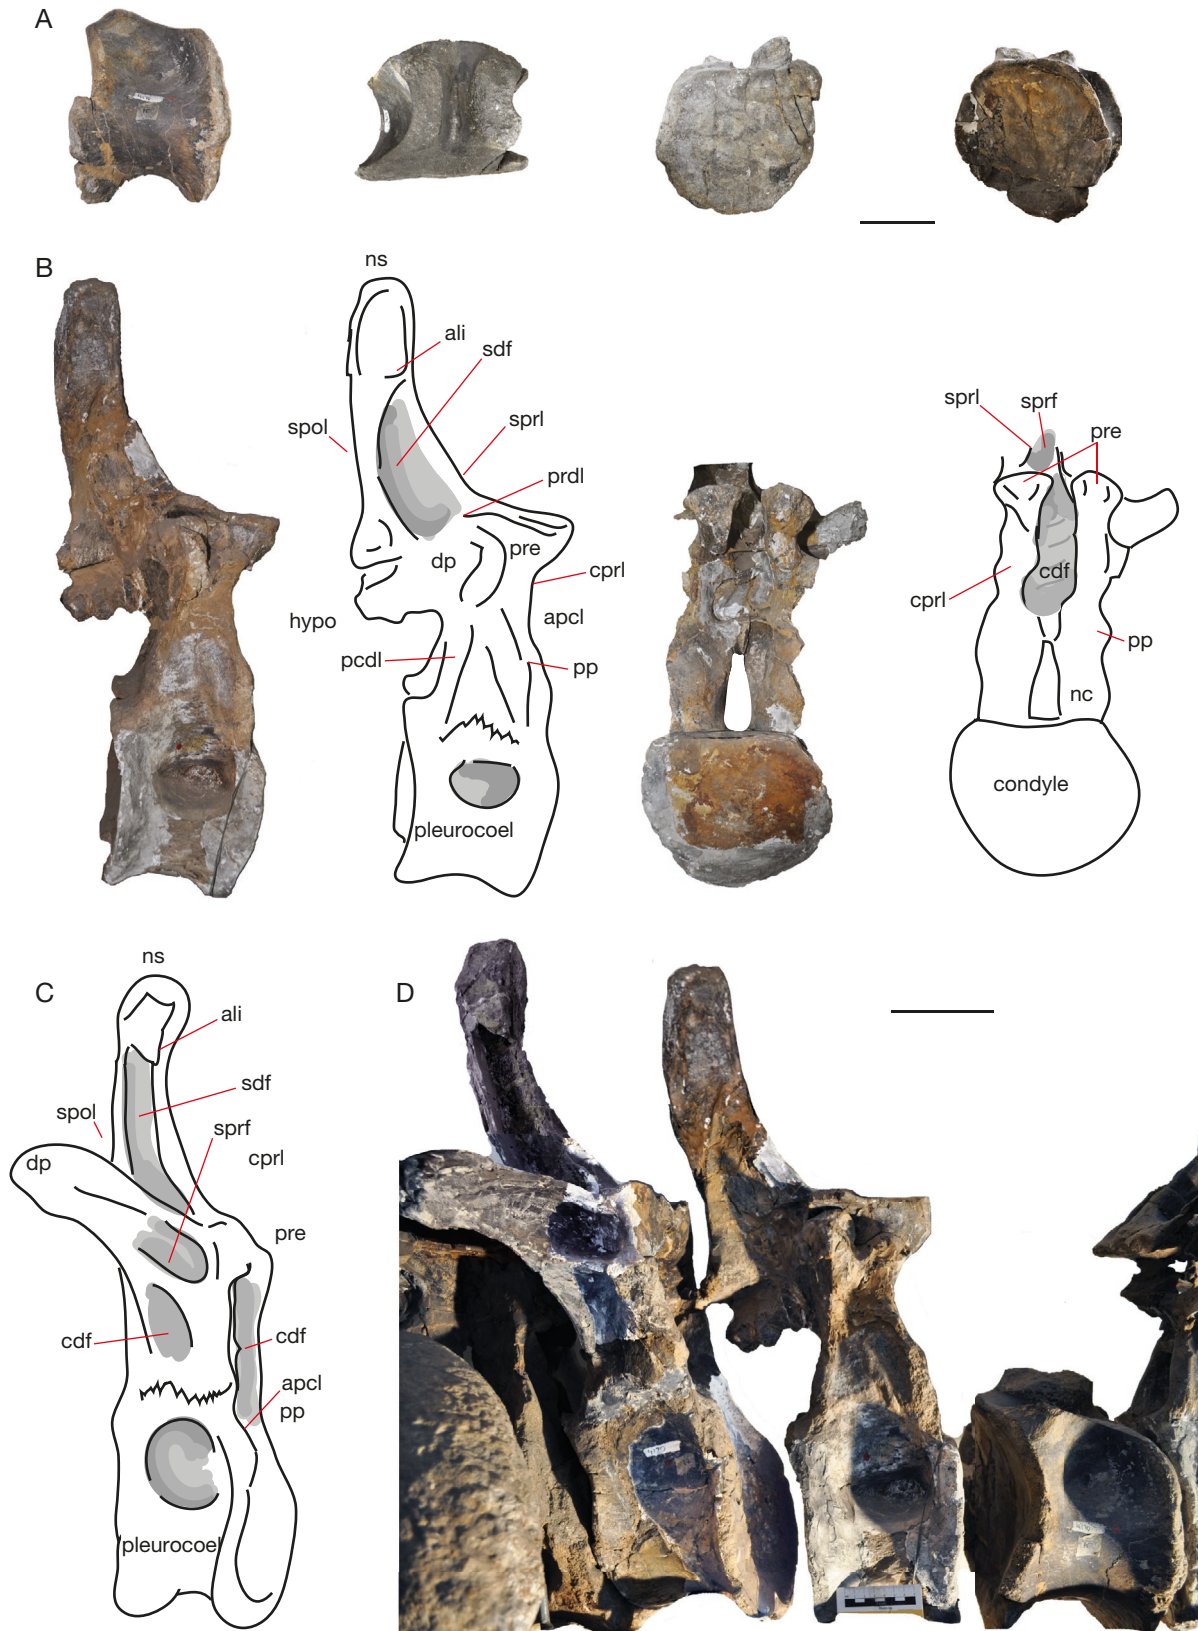 A
B
ns
ali
sdf
spol
sprl
prdl
dp
pre
cprl
hypo
apcl
pcdl
pp
pleurocoel
sprl
sprf
pre
cdf
cprl
pp
nc
condyle
C
ns
ali
sdf
spol
sprf
dp
cprl
pre
cdf
cdf
apcl
pp
pleurocoel
D